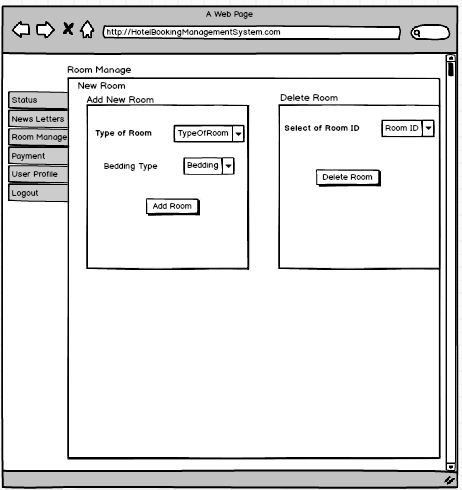 A Web Page
http://HotelBookingManagementSystem.com
Room Manage
New Room
Add New Room
Type of Room
TypeOfRoom
Bedding Type
Bedding
Add Room
Delete Room
Select of Room ID
Room ID
Delete Room
Status
News Letters
Room Manage
Payment
User Profile
Logout